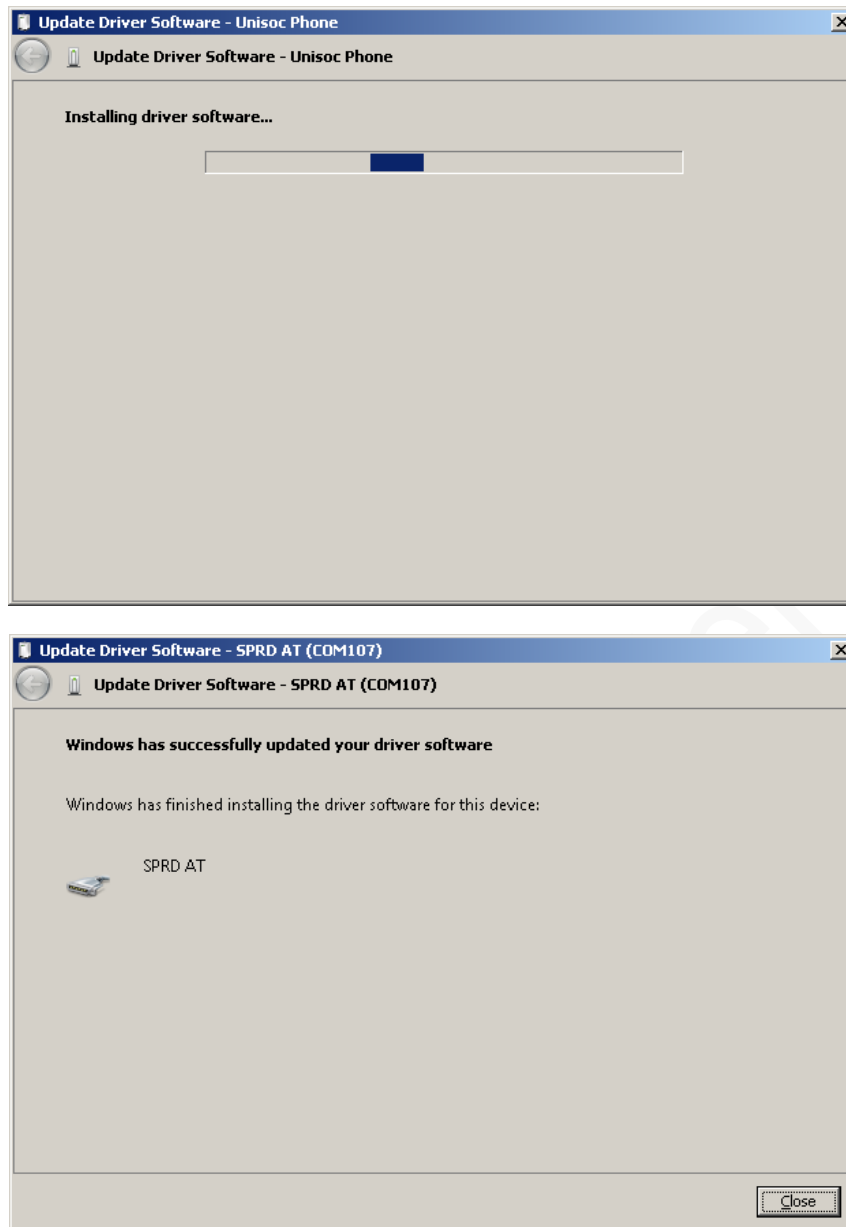 Update Driver Software - Unisoc Phone
Update Driver Software - Unisoc Phone
Installing driver software...
Update Driver Software - SPRD AT (COM107)
Update Driver Software - SPRD AT (COM107)
Windows has successfully updated your driver software
Windows has finished installing the driver software for this device:
SPRD AT
Close